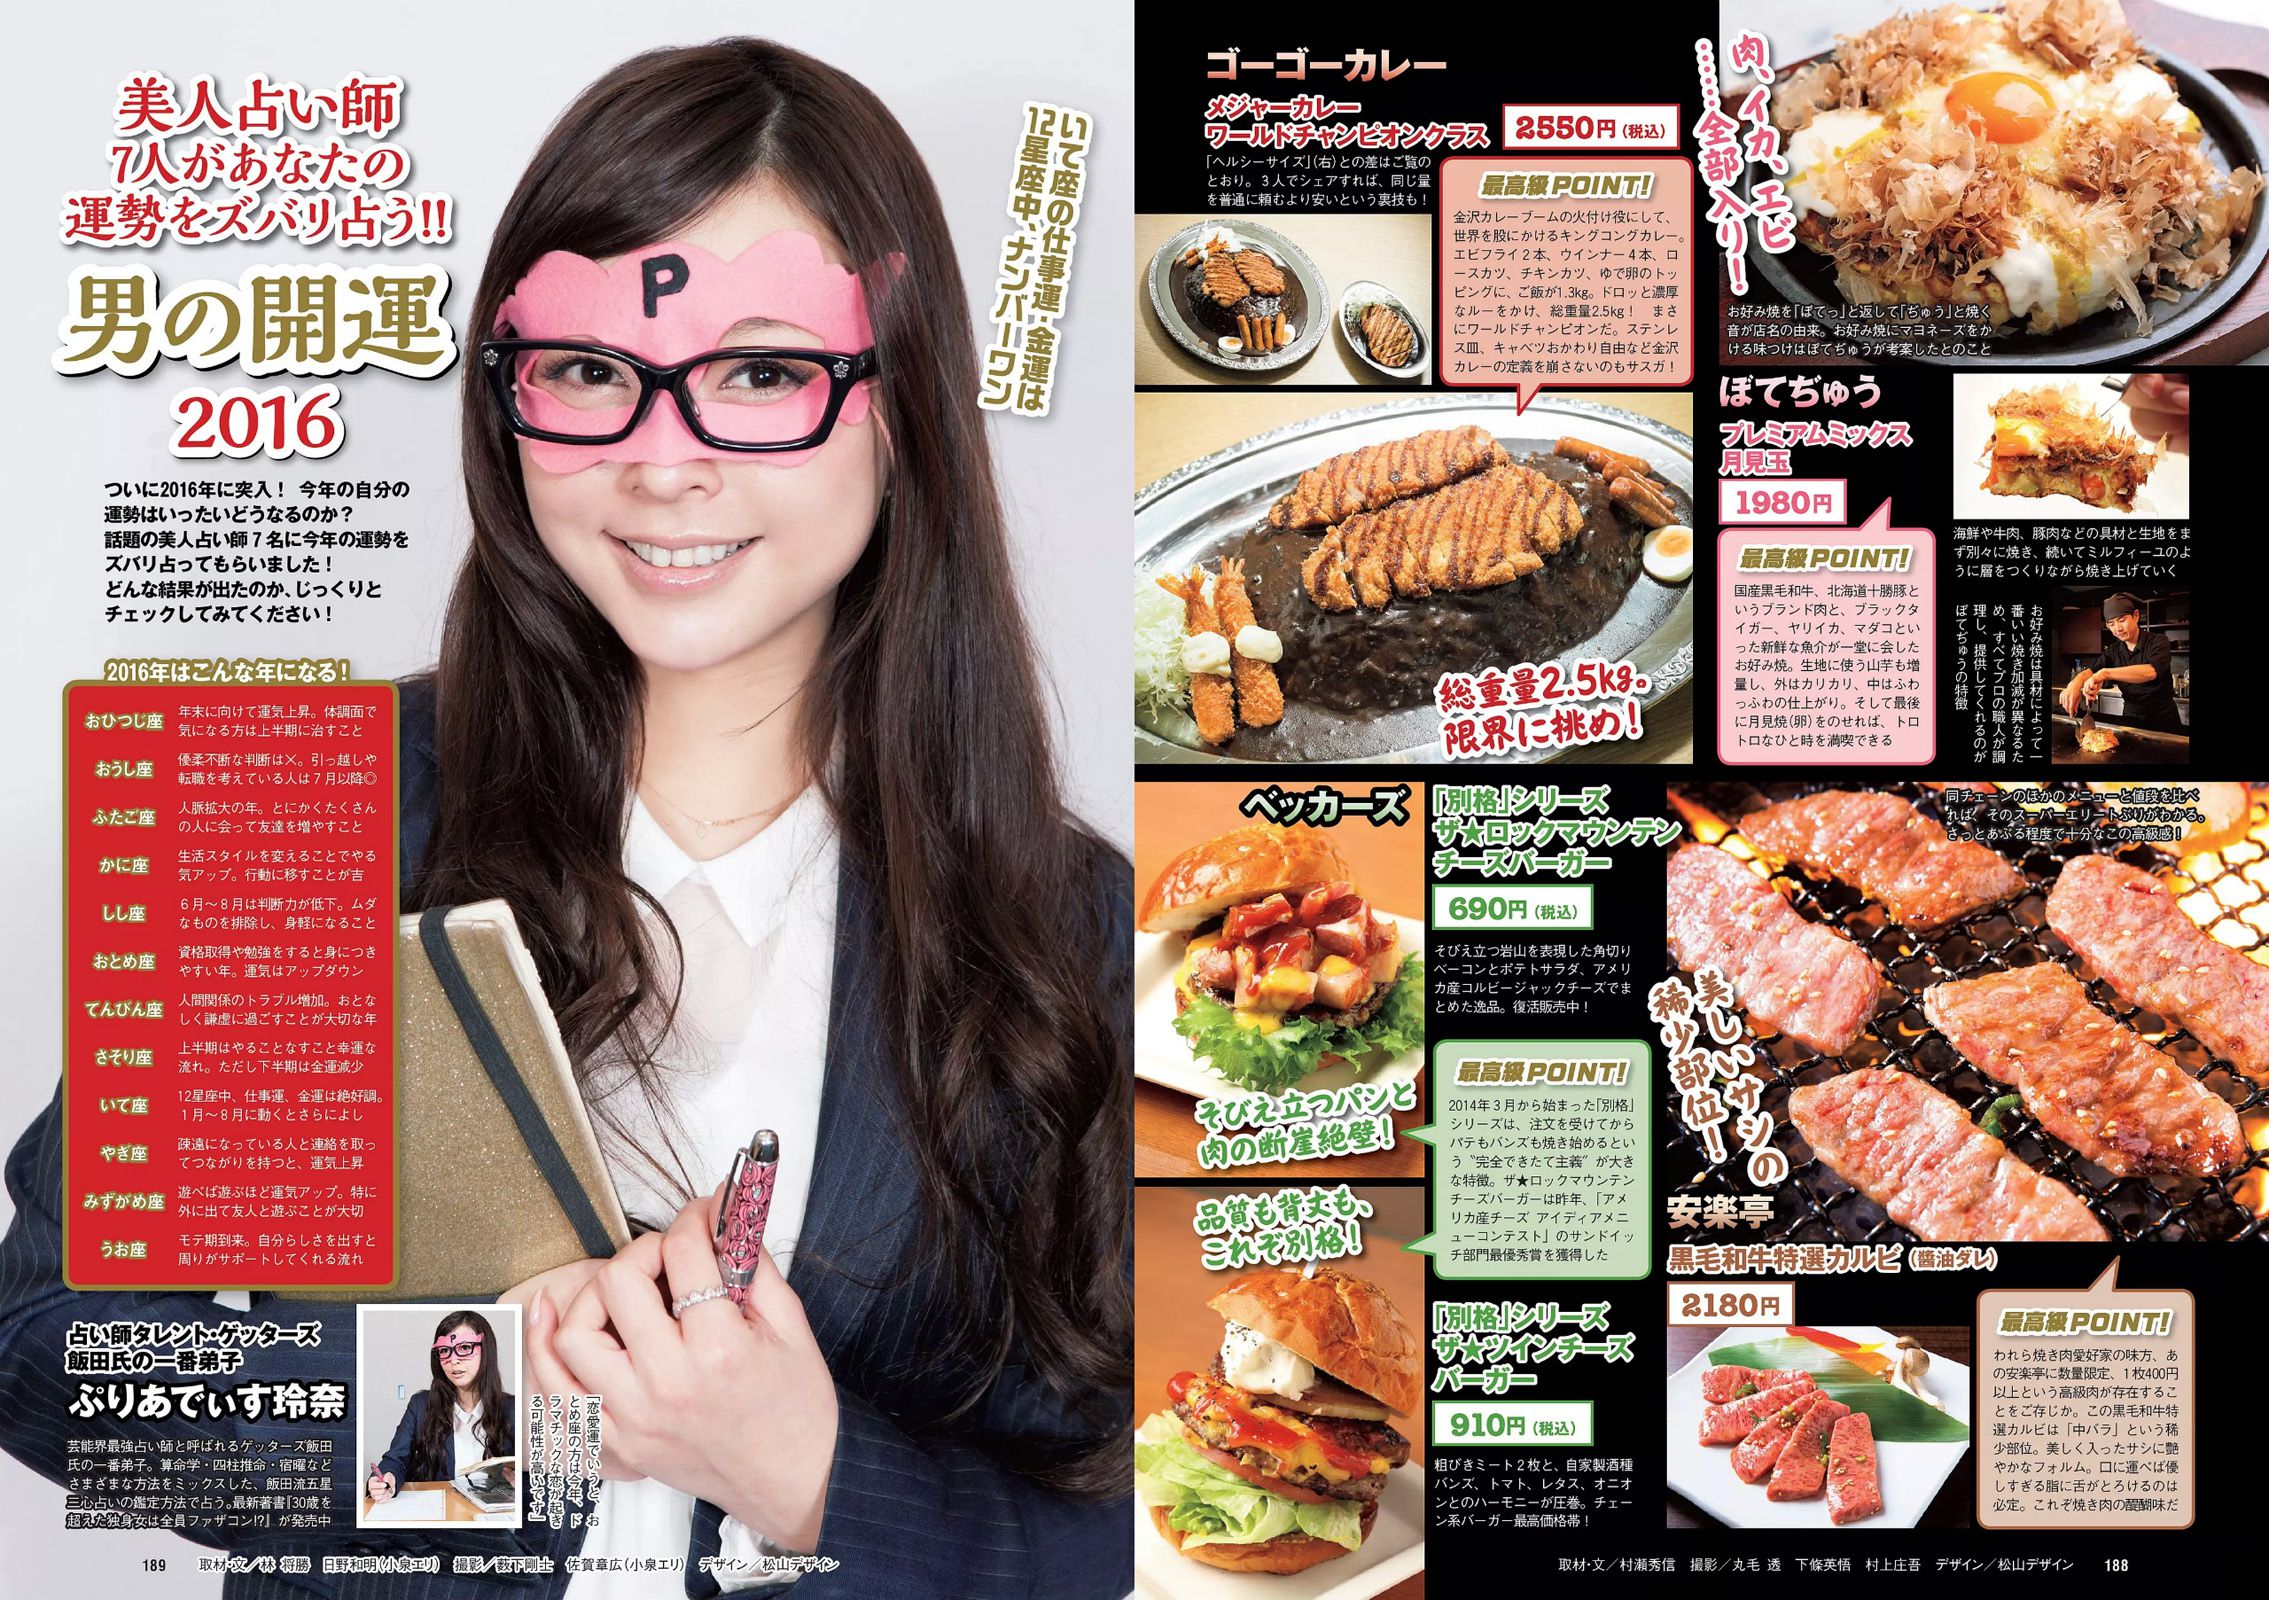 ゴーゴーカレー
メジャーカレー
ワールドチャンピオンクラス
2550円（税込）
「ヘルシーサイズ」（右）との差はご覧の
とおり。3人でシェアすれば、同じ量
を普通に頼むより安いという裏技も！
最高級POINT!
金沢カレーブームの火付け役にして、
世界を股にかけるキングコングカレー。
エビフライ2本、ウインナー4本、ロ
ースカツ、チキンカツ、ゆで卵のトッ
ピングに、ご飯が1.3kg。ドロッと濃厚
なルーをかけ、総重量2.5kg！　まさ
にワールドチャンピオンだ。ステンレ
ス皿、キャベツおかわり自由など金沢
カレーの定義を崩さないのもサスガ！
総重量2.5kg。
限界に挑め！
肉、イカ、エビ
……全部入り！
お好み焼を「ぼてっ」と返して「ぢゅう」と焼く
音が店名の由来。お好み焼にマヨネーズをか
ける味つけはぼてぢゅうが考案したとのこと
ぼてぢゅう
プレミアムミックス
月見玉
1980円
最高級POINT!
国産黒毛和牛、北海道十勝豚と
いうブランド肉と、ブラックタ
イガー、ヤリイカ、マダコとい
った新鮮な魚介が一堂に会した
お好み焼。生地に使う山芋も増
量し、外はカリカリ、中はふわ
っふわの仕上がり。そして最後
に月見焼（卵）をのせれば、トロ
トロなひと時を満喫できる
海鮮や牛肉、豚肉などの具材と生地をま
ず別々に焼き、続いてミルフィーユのよ
うに層をつくりながら焼き上げていく
お好み焼は具材によって一
番いい焼き加減が異なるた
め、すべてプロの職人が調
理し、提供してくれるのが
ぼてぢゅうの特徴
ベッカーズ
「別格」シリーズ
ザ★ロックマウンテン
チーズバーガー
690円（税込）
そびえ立つ岩山を表現した角切り
ベーコンとポテトサラダ、アメリ
カ産コルビージャックチーズでま
とめた逸品。復活販売中！
そびえ立つパンと
肉の断崖絶壁！
最高級POINT!
2014年3月から始まった「別格」
シリーズは、注文を受けてから
パテもバンズも焼き始めるとい
う“完全できたて主義”が大き
な特徴。ザ★ロックマウンテン
チーズバーガーは昨年、「アメ
リカ産チーズ アイディアメニ
ューコンテスト」のサンドイッ
チ部門最優秀賞を獲得した
品質も背丈も、
これぞ別格！
「別格」シリーズ
ザ★ツインチーズ
バーガー
910円（税込）
粗びきミート2枚と、自家製酒種
バンズ、トマト、レタス、オニオ
ンとのハーモニーが圧巻。チェー
ン系バーガー最高価格帯！
同チェーンのほかのメニューと値段を比べ
れば、そのスーパーエリートぶりがわかる。
さっとあぶる程度で十分なこの高級感！
美しいサシの
稀少部位！
安楽亭
黒毛和牛特選カルビ（醤油ダレ）
2180円
最高級POINT!
われら焼き肉愛好家の味方、あ
の安楽亭に数量限定、1枚400円
以上という高級肉が存在するこ
とをご存じか。この黒毛和牛特
選カルビは「中バラ」という稀
少部位。美しく入ったサシに艶
やかなフォルム。口に運べば優
しすぎる脂に舌がとろけるのは
必定。これぞ焼き肉の醍醐味だ
取材・文／村瀬秀信　撮影／丸毛 透　下條英悟　村上庄吾　デザイン／松山デザイン　188
美人占い師
7人があなたの
運勢をズバリ占う!!
男の開運
2016
ついに2016年に突入！ 今年の自分の
運勢はいったいどうなるのか？
話題の美人占い師7名に今年の運勢を
ズバリ占ってもらいました！
どんな結果が出たのか、じっくりと
チェックしてみてください！
P
いて座の仕事運・金運は
12星座中、ナンバーワン
2016年はこんな年になる！
おひつじ座　年末に向けて運気上昇。体調面で
気になる方は上半期に治すこと
おうし座　優柔不断な判断は×。引っ越しや
転職を考えている人は7月以降◎
ふたご座　人脈拡大の年。とにかくたくさん
の人に会って友達を増やすこと
かに座　生活スタイルを変えることでやる
気アップ。行動に移すことが吉
しし座　6月～8月は判断力が低下。ムダ
なものを排除し、身軽になること
おとめ座　資格取得や勉強をすると身につき
やすい年。運気はアップダウン
てんびん座　人間関係のトラブル増加。おとな
しく謙虚に過ごすことが大切な年
さそり座　上半期はやることなすこと幸運な
流れ。ただし下半期は金運減少
いて座　12星座中、仕事運、金運は絶好調。
1月～8月に動くとさらによし
やぎ座　疎遠になっている人と連絡を取っ
てつながりを持つと、運気上昇
みずがめ座　遊べば遊ぶほど運気アップ。特に
外に出て友人と遊ぶことが大切
うお座　モテ期到来。自分らしさを出すと
周りがサポートしてくれる流れ
占い師タレント・ゲッターズ
飯田氏の一番弟子
ぷりあでぃす玲奈
芸能界最強占い師と呼ばれるゲッターズ飯田
氏の一番弟子。算命学・四柱推命・宿曜など
さまざまな方法をミックスした、飯田流五星
三心占いの鑑定方法で占う。最新著書『30歳を
超えた独身女は全員ファザコン!?』が発売中
P
「恋愛運でいうと、お
とめ座の方は今年、ド
ラマチックな恋が起き
る可能性が高いです」
189　取材・文／林 将勝　日野和明（小泉エリ）　撮影／薮下剛士　佐賀章広（小泉エリ）　デザイン／松山デザイン